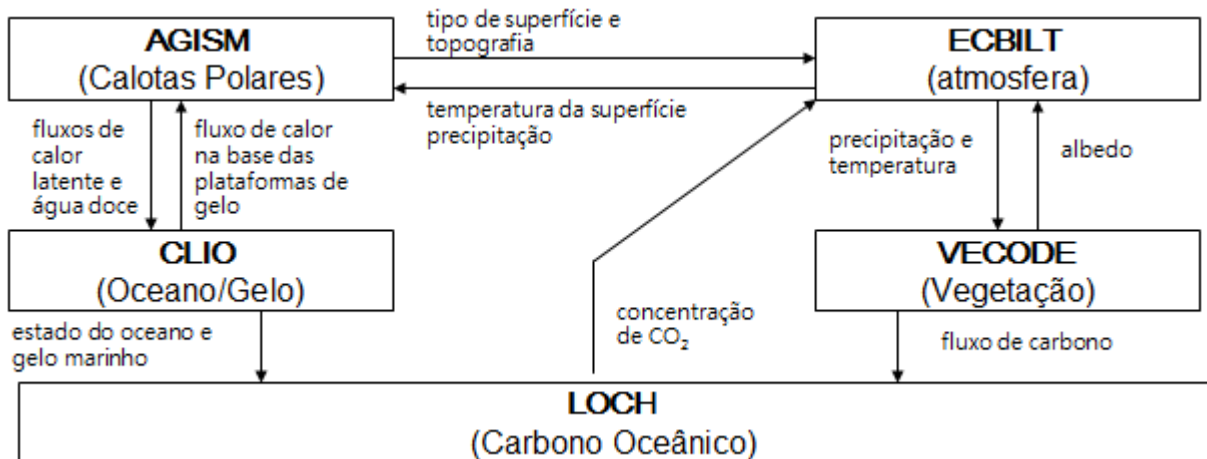 AGISM
(Calotas Polares)
tipo de superfície e
topografia
ECBILT
(atmosfera)
temperatura da superfície
precipitação
fluxos de
calor
latente e
água doce
fluxo de calor
na base das
plataformas de
gelo
precipitação e
temperatura
albedo
CLIO
(Oceano/Gelo)
VECODE
(Vegetação)
estado do oceano e
gelo marinho
concentração
de CO₂
fluxo de carbono
LOCH
(Carbono Oceânico)